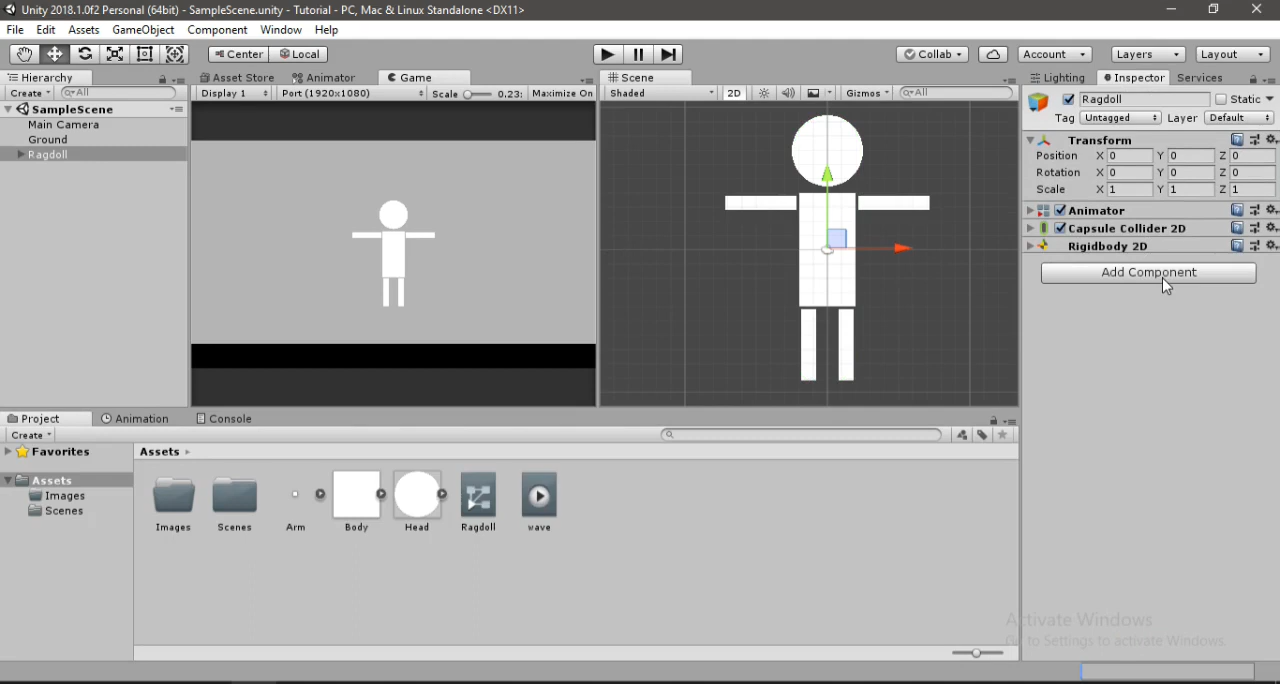 Unity 2018.1.0f2 Personal (64bit) - SampleScene.unity - Tutorial - PC, Mac & Linux Standalone <DX11>
File Edit Assets GameObject Component Window Help
Center Local Collab Account Layers Layout
Hierarchy Asset Store Animator Game Scene Lighting Inspector Services
Create All Display 1 Port (1920x1080) Scale 0.23: Maximize On Shaded 2D Gizmos All Ragdoll Static
SampleScene
Main Camera
Ground
Ragdoll
Tag Untagged Layer Default
Transform
Position X 0 Y 0 Z 0
Rotation X 0 Y 0 Z 0
Scale X 1 Y 1 Z 1
Animator
Capsule Collider 2D
Rigidbody 2D
Add Component
Project Animation Console
Create
Favorites
Assets
Images
Scenes
Assets
Images Scenes Arm Body Head Ragdoll wave
Activate Windows
Go to Settings to activate Windows.